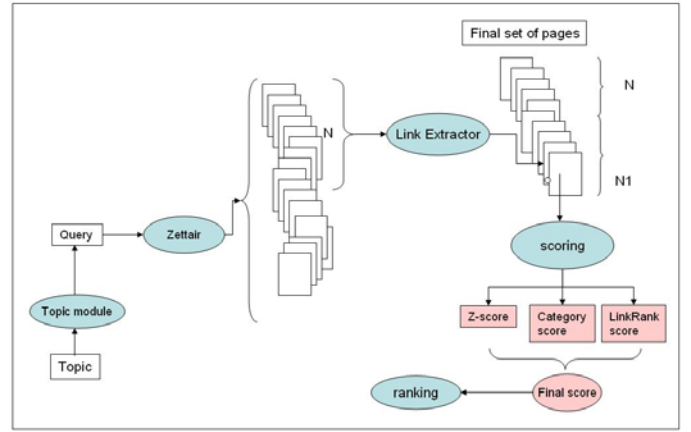 Final set of pages
N
N
Link Extractor
N1
Query
Zettair
scoring
Topic module
Z-score
Category
score
LinkRank
score
Topic
ranking
Final score